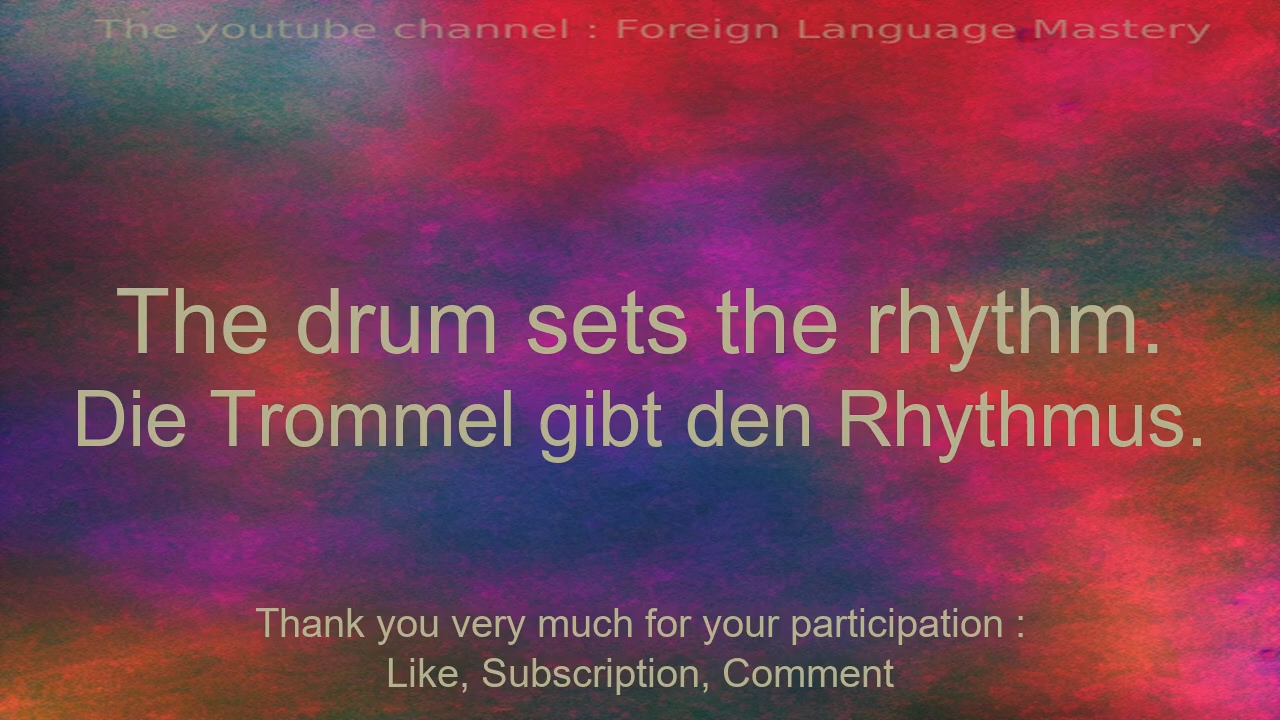 The youtube channel : Foreign Language Mastery
The drum sets the rhythm.
Die Trommel gibt den Rhythmus.
Thank you very much for your participation :
Like, Subscription, Comment